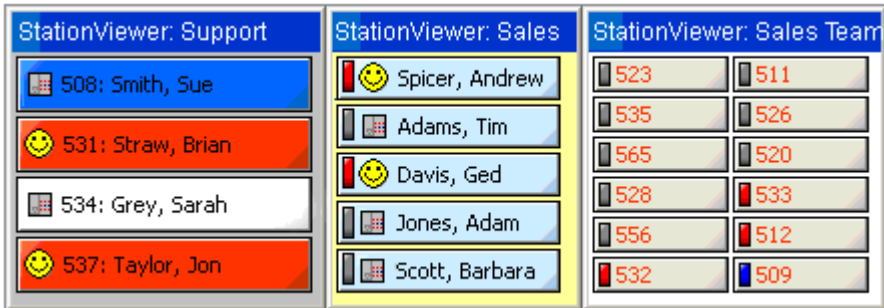 StationViewer: Support
508: Smith, Sue
531: Straw, Brian
534: Grey, Sarah
537: Taylor, Jon
StationViewer: Sales
Spicer, Andrew
Adams, Tim
Davis, Ged
Jones, Adam
Scott, Barbara
StationViewer: Sales Team
523 511
535 526
565 520
528 533
556 512
532 509